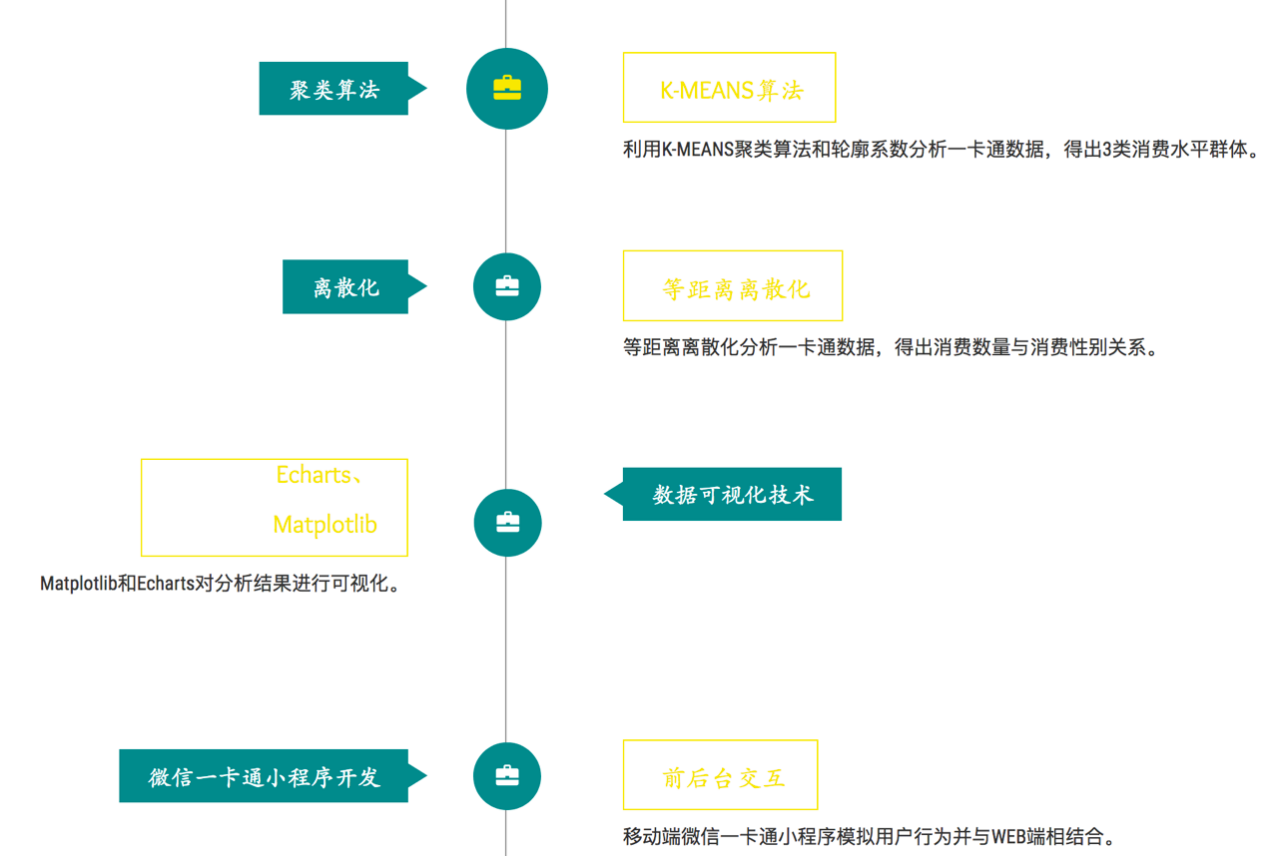 聚类算法
K-MEANS算法
利用K-MEANS聚类算法和轮廓系数分析一卡通数据，得出3类消费水平群体。
离散化
等距离离散化
等距离离散化分析一卡通数据，得出消费数量与消费性别关系。
Echarts、
Matplotlib
数据可视化技术
Matplotlib和Echarts对分析结果进行可视化。
微信一卡通小程序开发
前后台交互
移动端微信一卡通小程序模拟用户行为并与WEB端相结合。